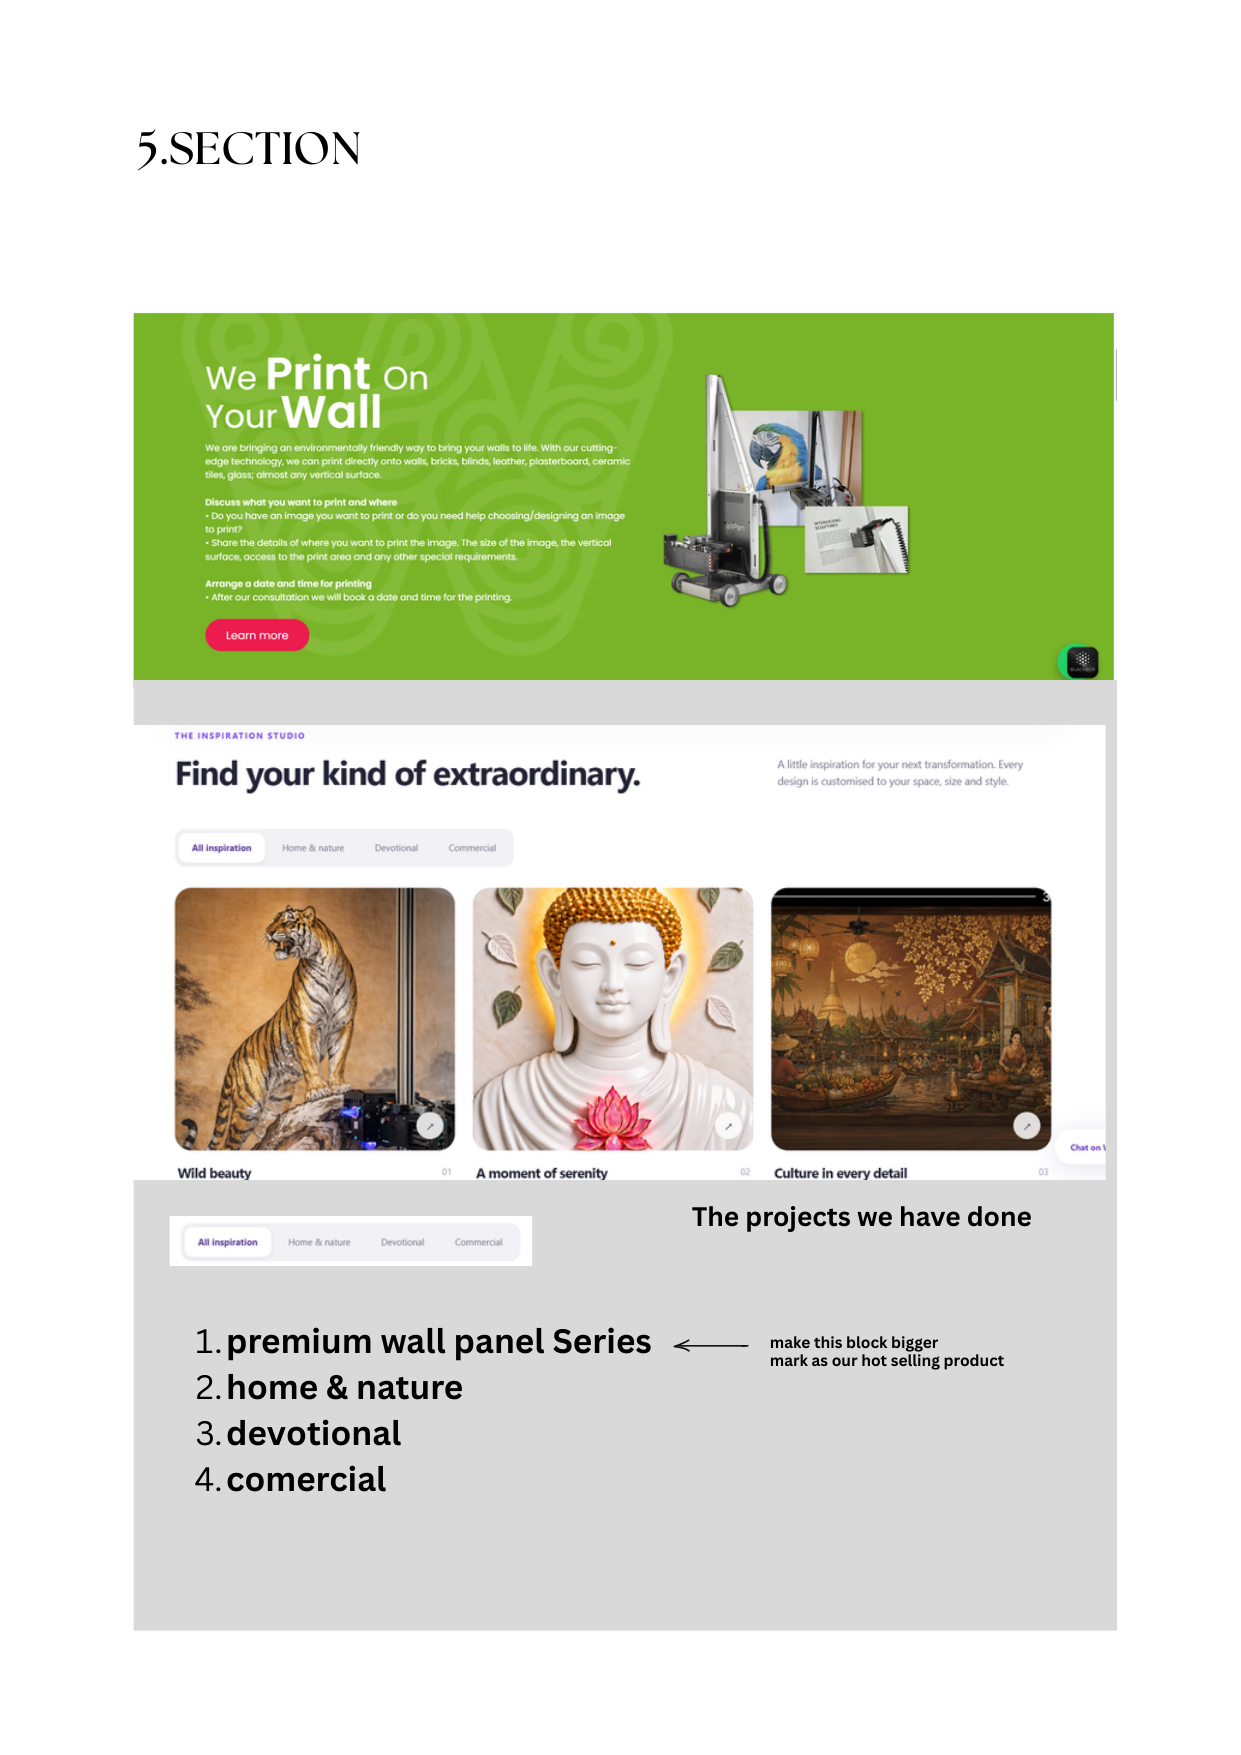 5.SECTION
We Print On
Your Wall
We are bringing an environmentally friendly way to bring your walls to life. With our cutting-
edge technology, we can print directly onto walls, bricks, blinds, leather, plasterboard, ceramic
tiles, glass; almost any vertical surface.
Discuss what you want to print and where
• Do you have an image you want to print or do you need help choosing/designing an image
to print?
• Share the details of where you want to print the image. The size of the image, the vertical
surface, access to the print area and any other special requirements.
Arrange a date and time for printing
• After our consultation we will book a date and time for the printing.
Learn more
THE INSPIRATION STUDIO
Find your kind of extraordinary.
A little inspiration for your next transformation. Every
design is customised to your space, size and style.
All inspiration Home & nature Devotional Commercial
3
Wild beauty 01
A moment of serenity 02
Culture in every detail 03
Chat on
The projects we have done
All inspiration Home & nature Devotional Commercial
1. premium wall panel Series
make this block bigger
mark as our hot selling product
2. home & nature
3. devotional
4. comercial